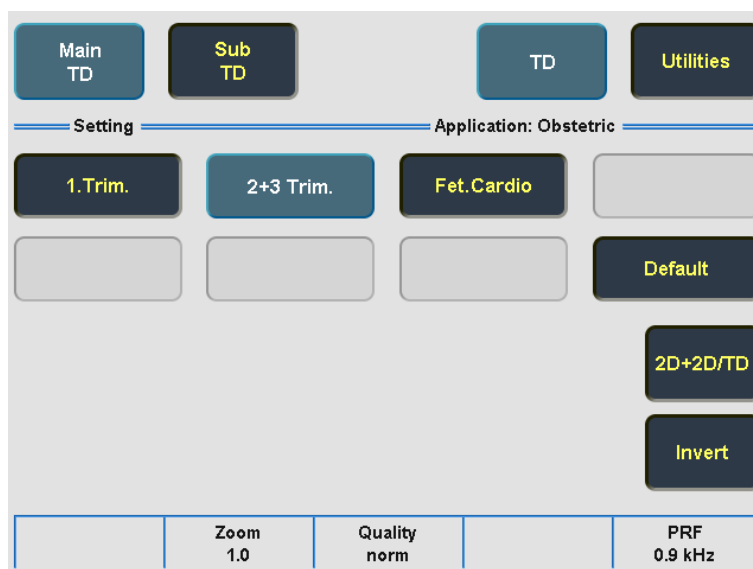 Main
TD
Sub
TD
TD
Utilities
Setting
Application: Obstetric
1.Trim.
2+3 Trim.
Fet.Cardio
Default
2D+2D/TD
Invert
Zoom
1.0
Quality
norm
PRF
0.9 kHz